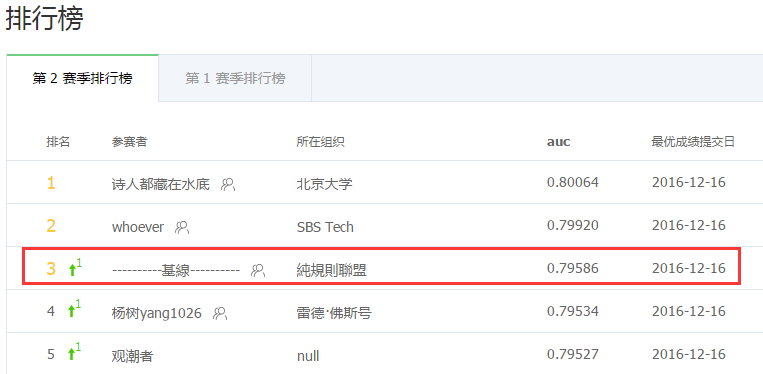 排行榜
第 2 赛季排行榜 第 1 赛季排行榜
排名 参赛者 所在组织 auc 最优成绩提交日
1 诗人都藏在水底 北京大学 0.80064 2016-12-16
2 whoever SBS Tech 0.79920 2016-12-16
3 1 ----------基線---------- 純規則聯盟 0.79586 2016-12-16
4 1 杨树yang1026 雷德·佛斯号 0.79534 2016-12-16
5 1 观潮者 null 0.79527 2016-12-16